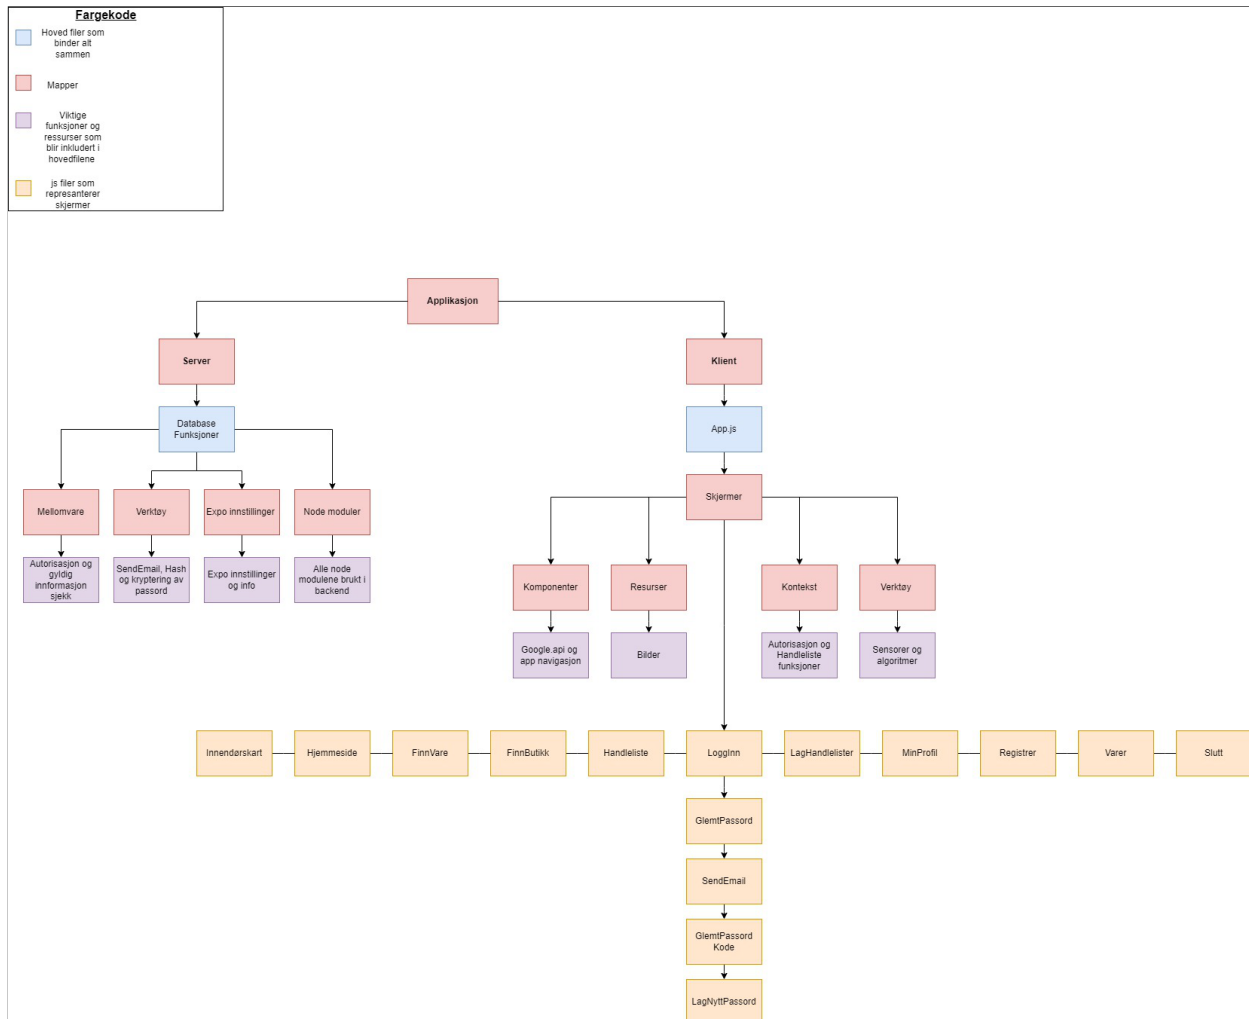 Fargekode
Hoved filer som
binder alt
sammen
Mapper
Viktige
funksjoner og
ressurser som
blir inkludert i
hovedfilene
js filer som
represanterer
skjermer
Applikasjon
Server
Klient
Database
Funksjoner
App.js
Mellomvare
Verktøy
Expo innstillinger
Node moduler
Skjermer
Autorisasjon og
gyldig
innformasjon
sjekk
SendEmail, Hash
og kryptering av
passord
Expo innstillinger
og info
Alle node
modulene brukt i
backend
Komponenter
Resurser
Kontekst
Verktøy
Google.api og
app navigasjon
Bilder
Autorisasjon og
Handleliste
funksjoner
Sensorer og
algoritmer
Innendørskart
Hjemmeside
FinnVare
FinnButikk
Handleliste
LoggInn
LagHandlelister
MinProfil
Registrer
Varer
Slutt
GlemtPassord
SendEmail
GlemtPassord
Kode
LagNyttPassord